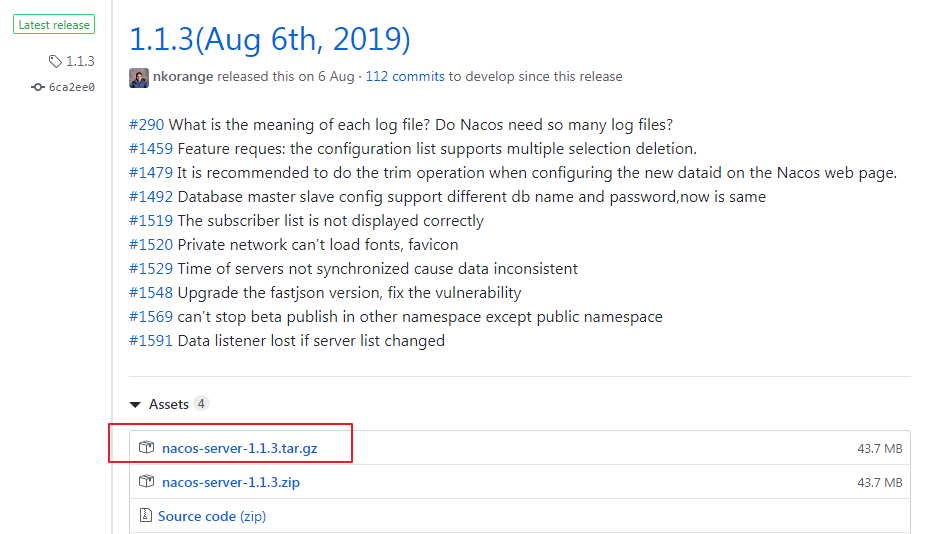 Latest release
1.1.3
6ca2ee0
1.1.3(Aug 6th, 2019)
nkorange released this on 6 Aug · 112 commits to develop since this release
#290 What is the meaning of each log file? Do Nacos need so many log files?
#1459 Feature reques: the configuration list supports multiple selection deletion.
#1479 It is recommended to do the trim operation when configuring the new dataid on the Nacos web page.
#1492 Database master slave config support different db name and password,now is same
#1519 The subscriber list is not displayed correctly
#1520 Private network can't load fonts, favicon
#1529 Time of servers not synchronized cause data inconsistent
#1548 Upgrade the fastjson version, fix the vulnerability
#1569 can't stop beta publish in other namespace except public namespace
#1591 Data listener lost if server list changed
Assets 4
nacos-server-1.1.3.tar.gz 43.7 MB
nacos-server-1.1.3.zip 43.7 MB
Source code (zip)